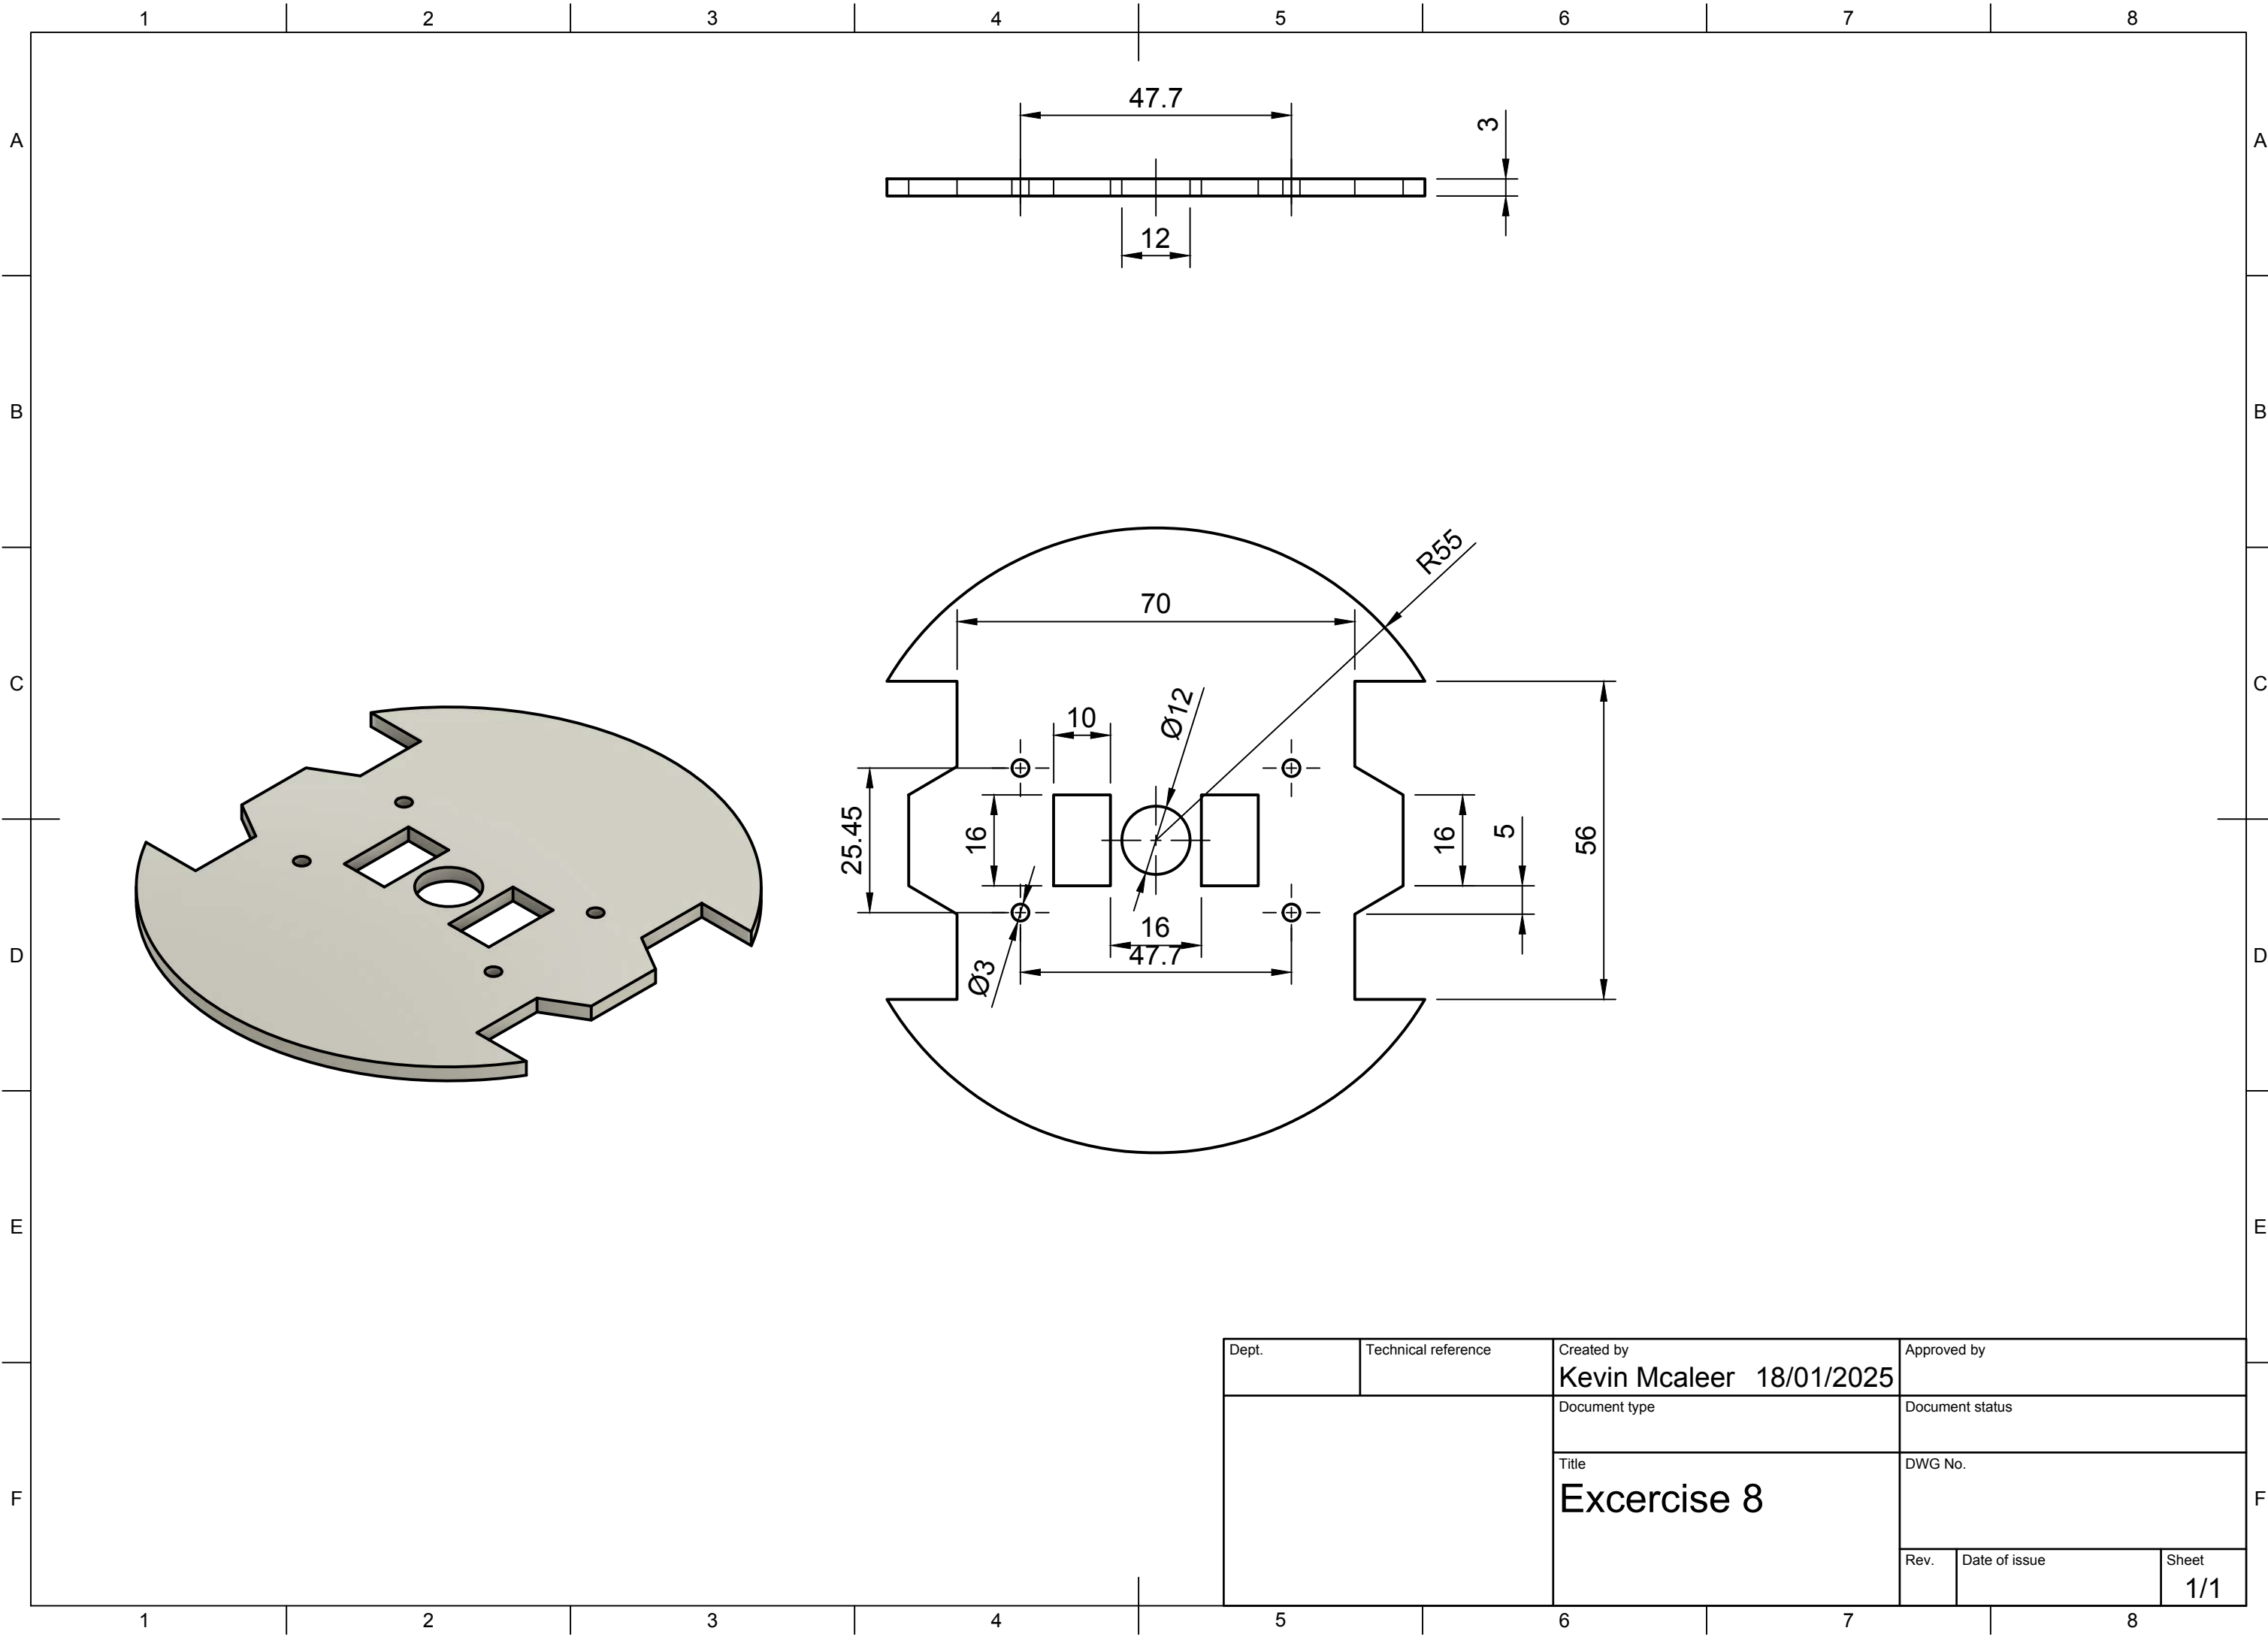 1 2 3 4 5 6 7 8
A A
47.7
3
12
B B
R55
70
C C
Ø12
10
25.45
16
16
5
56
16
47.7
Ø3
D D
E E
Dept.
Technical reference
Created by
Kevin Mcaleer 18/01/2025
Approved by
Document type
Document status
Title
Excercise 8
DWG No.
F F
Rev.
Date of issue
Sheet
1/1
1 2 3 4 5 6 7 8